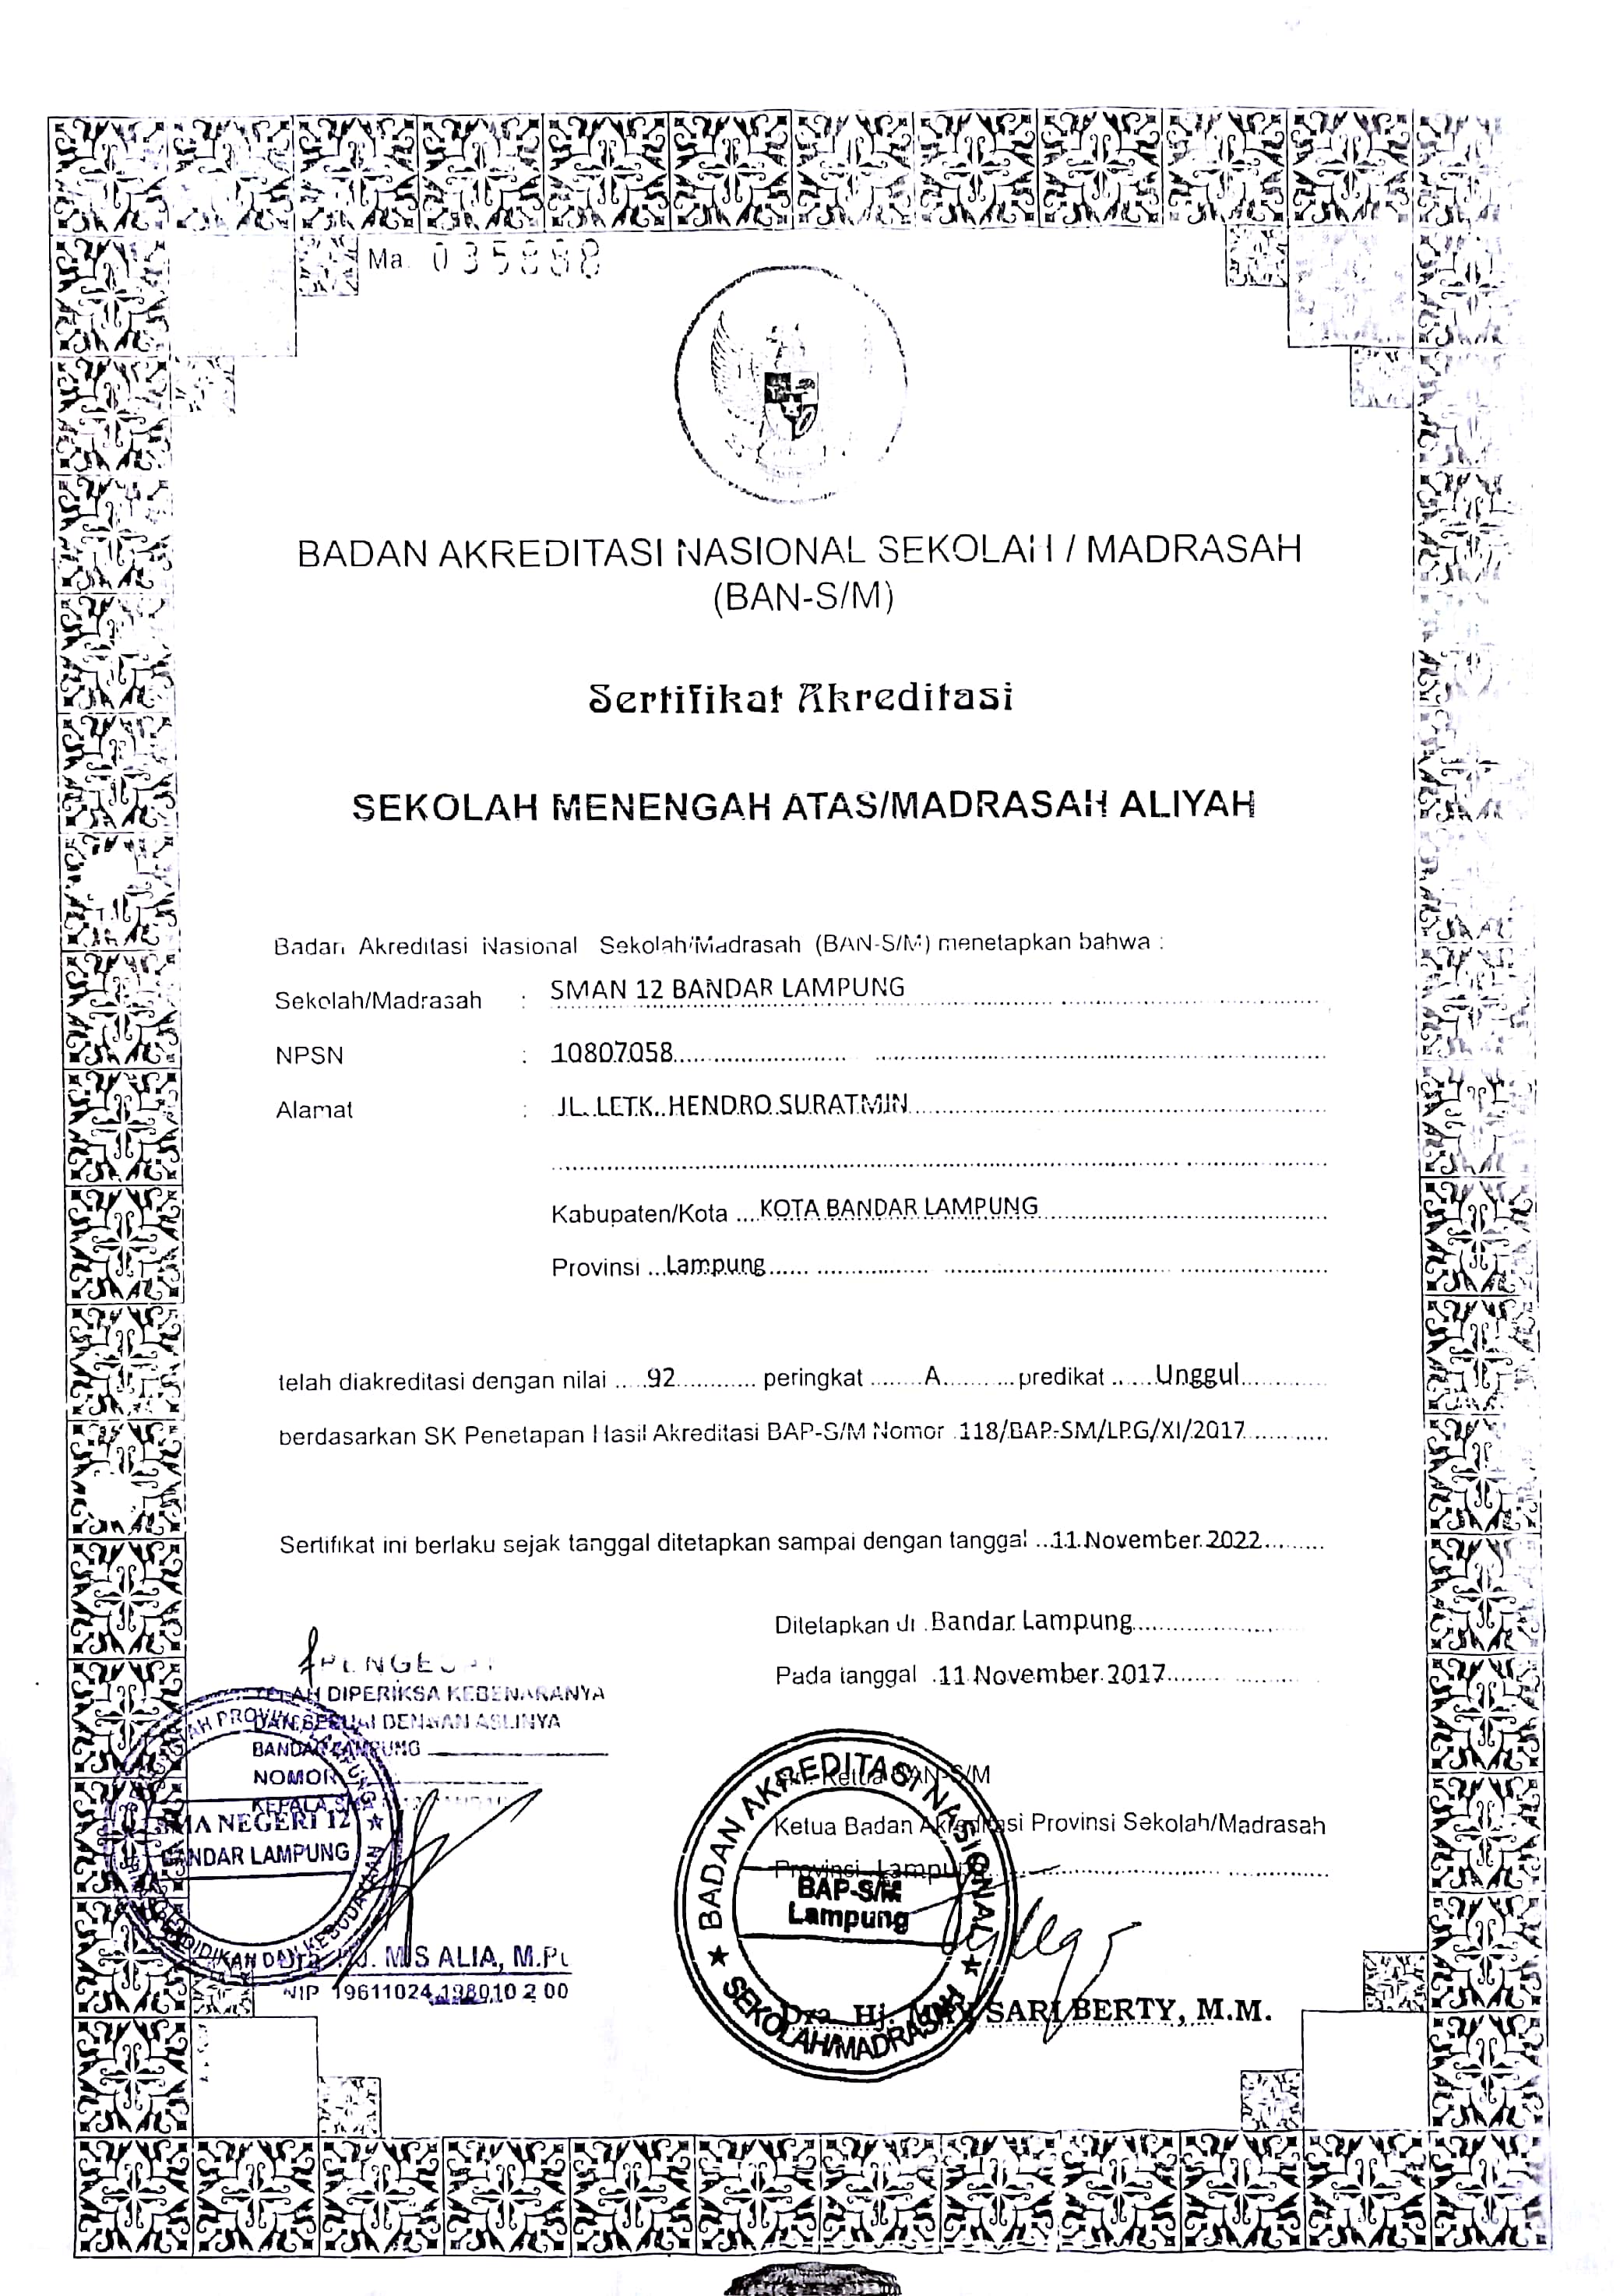 Ma. 035888
BADAN AKREDITASI NASIONAL SEKOLAH / MADRASAH
(BAN-S/M)
Sertifikat Akreditasi
SEKOLAH MENENGAH ATAS/MADRASAH ALIYAH
Badan Akreditasi Nasional Sekolah/Madrasah (BAN-S/M) menetapkan bahwa :
Sekolah/Madrasah : SMAN 12 BANDAR LAMPUNG
NPSN : 10807058
Alamat : JL. LETK. HENDRO SURATMIN
Kabupaten/Kota KOTA BANDAR LAMPUNG
Provinsi Lampung
telah diakreditasi dengan nilai 92 peringkat A predikat Unggul
berdasarkan SK Penetapan Hasil Akreditasi BAP-S/M Nomor 118/BAP-SM/LPG/XI/2017
Sertifikat ini berlaku sejak tanggal ditetapkan sampai dengan tanggal 11 November 2022
Ditetapkan di Bandar Lampung
Pada tanggal 11 November 2017
TELAH DIPERIKSA KEBENARANYA
DAN SESUAI DENGAN ASLINYA
BANDAR LAMPUNG
NOMOR
KEPALA SMA
SMA NEGERI 12
BANDAR LAMPUNG
PENDIDIKAN DAN KEBUDAYAAN
MIS ALIA, M.Pd
NIP 19611024 198010 2 00
Ketua BAN-S/M
Ketua Badan Akreditasi Provinsi Sekolah/Madrasah
Provinsi Lampung
BADAN AKREDITASI NASIONAL
BAP-S/M
Lampung
SEKOLAH/MADRASAH
Dra. Hj. SARI BERTY, M.M.